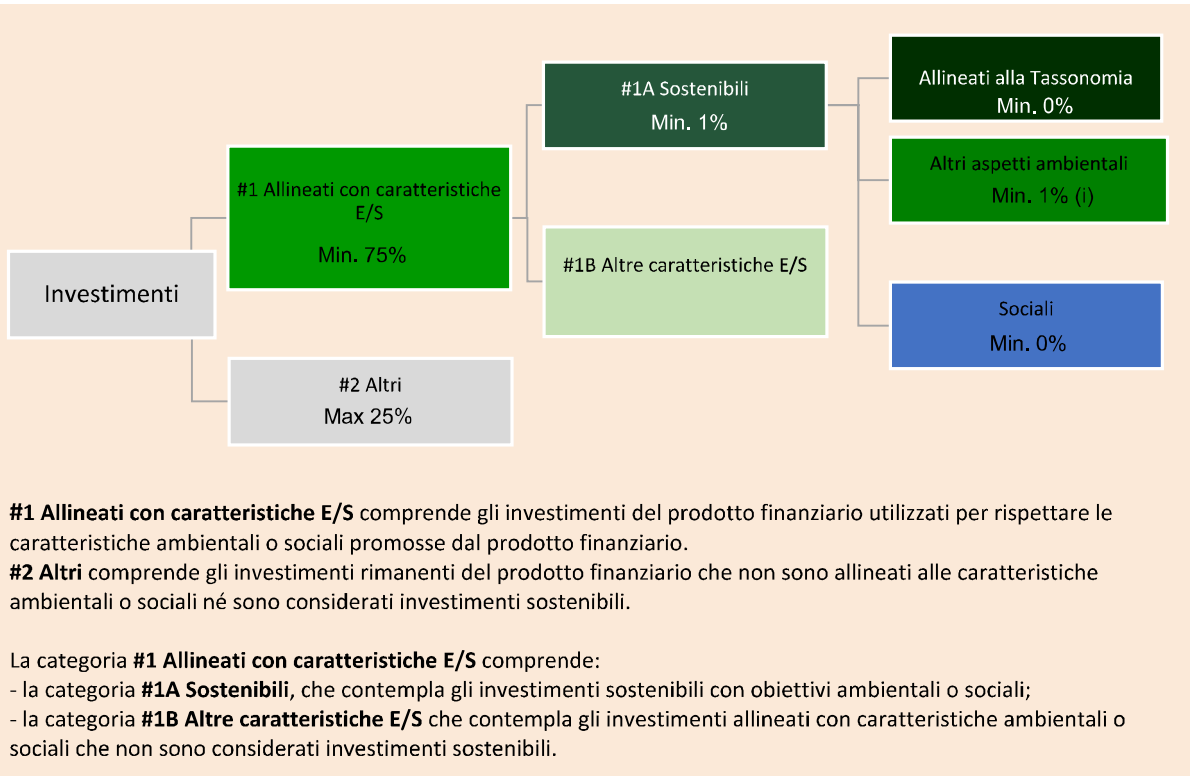 Investimenti
#1 Allineati con caratteristiche
E/S
Min. 75%
#2 Altri
Max 25%
#1A Sostenibili
Min. 1%
#1B Altre caratteristiche E/S
Allineati alla Tassonomia
Min. 0%
Altri aspetti ambientali
Min. 1% (i)
Sociali
Min. 0%
#1 Allineati con caratteristiche E/S comprende gli investimenti del prodotto finanziario utilizzati per rispettare le
caratteristiche ambientali o sociali promosse dal prodotto finanziario.
#2 Altri comprende gli investimenti rimanenti del prodotto finanziario che non sono allineati alle caratteristiche
ambientali o sociali né sono considerati investimenti sostenibili.
La categoria #1 Allineati con caratteristiche E/S comprende:
- la categoria #1A Sostenibili, che contempla gli investimenti sostenibili con obiettivi ambientali o sociali;
- la categoria #1B Altre caratteristiche E/S che contempla gli investimenti allineati con caratteristiche ambientali o
sociali che non sono considerati investimenti sostenibili.